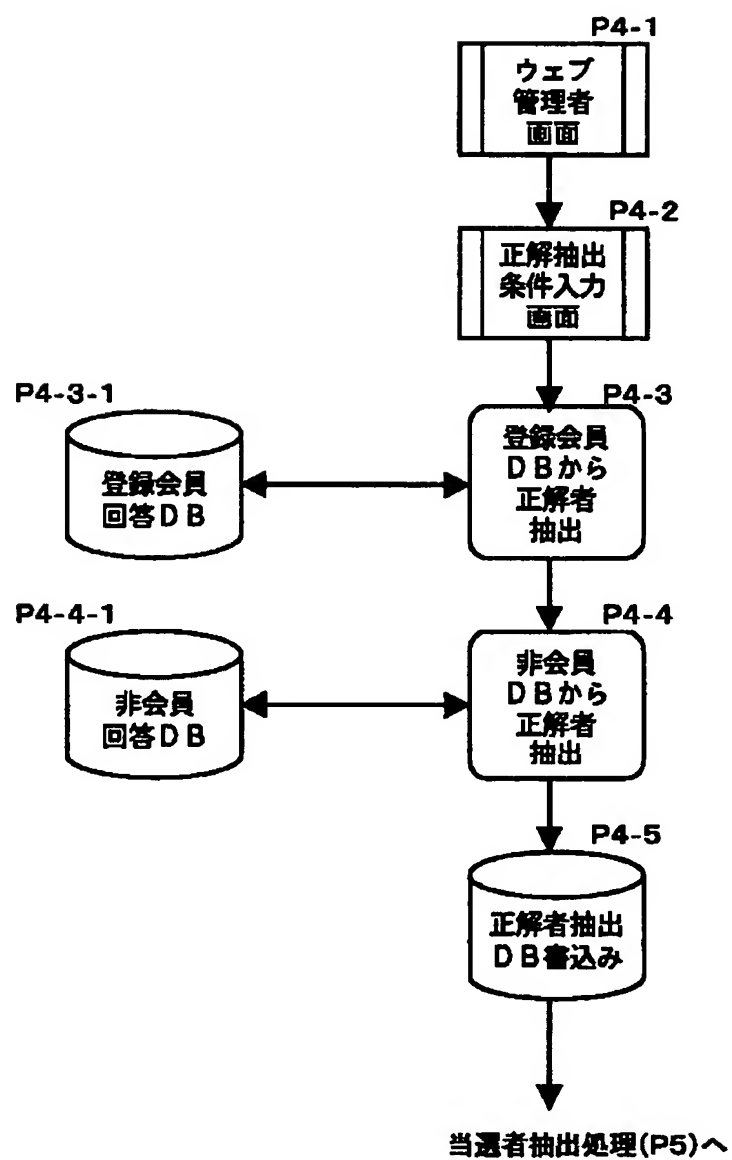 P4-1
ウェブ
管理者
画面
P4-2
正解抽出
条件入力
画面
P4-3-1
登録会員
回答DB
P4-3
登録会員
DBから
正解者
抽出
P4-4-1
非会員
回答DB
P4-4
非会員
DBから
正解者
抽出
P4-5
正解者抽出
DB書込み
当選者抽出処理(P5)へ